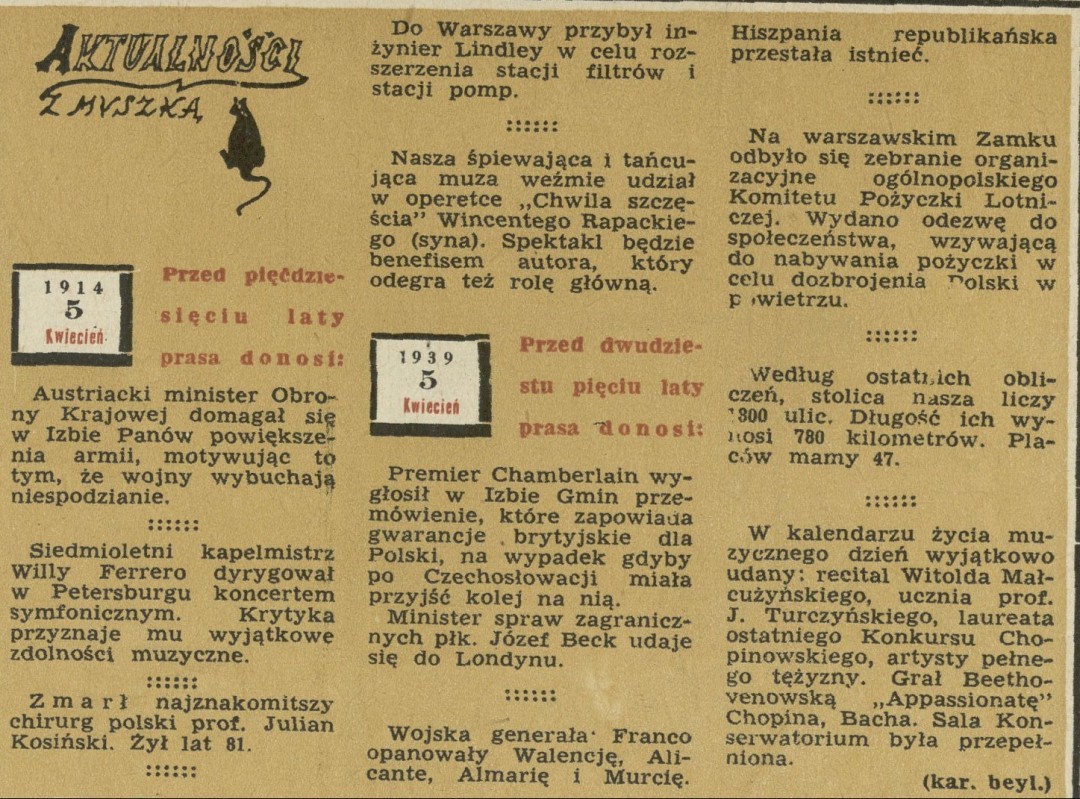 AKTUALNOŚCI
Z MYSZKĄ
1914
5
Kwiecień
Przed pięćdzie-
sięciu laty
prasa donosi:
Austriacki minister Obro-
ny Krajowej domagał się
w Izbie Panów powiększe-
nia armii, motywując to
tym, że wojny wybuchają
niespodzianie.
Siedmioletni kapelmistrz
Willy Ferrero dyrygował
w Petersburgu koncertem
symfonicznym. Krytyka
przyznaje mu wyjątkowe
zdolności muzyczne.
Zmarł najznakomitszy
chirurg polski prof. Julian
Kosiński. Żył lat 81.
Do Warszawy przybył in-
żynier Lindley w celu roz-
szerzenia stacji filtrów i
stacji pomp.
Nasza śpiewająca i tańcu-
jąca muza weźmie udział
w operetce „Chwila szczę-
ścia" Wincentego Rapackie-
go (syna). Spektakl będzie
benefisem autora, który
odegra też rolę główną.
1939
5
Kwiecień
Przed dwudzie-
stu pięciu laty
prasa donosi:
Premier Chamberlain wy-
głosił w Izbie Gmin prze-
mówienie, które zapowiada
gwarancje brytyjskie dla
Polski, na wypadek gdyby
po Czechosłowacji miała
przyjść kolej na nią.
Minister spraw zagranicz-
nych płk. Józef Beck udaje
się do Londynu.
Wojska generała Franco
opanowały Walencję, Ali-
cante, Almarię i Murcię.
Hiszpania republikańska
przestała istnieć.
Na warszawskim Zamku
odbyło się zebranie organi-
zacyjne ogólnopolskiego
Komitetu Pożyczki Lotni-
czej. Wydano odezwę do
społeczeństwa, wzywającą
do nabywania pożyczki w
celu dozbrojenia Polski w
powietrzu.
Według ostatnich obli-
czeń, stolica nasza liczy
1800 ulic. Długość ich wy-
nosi 780 kilometrów. Pla-
ców mamy 47.
W kalendarzu życia mu-
zycznego dzień wyjątkowo
udany: recital Witolda Mał-
cużyńskiego, ucznia prof.
J. Turczyńskiego, laureata
ostatniego Konkursu Cho-
pinowskiego, artysty pełne-
go tężyzny. Grał Beetho-
venowską „Appassionatę"
Chopina, Bacha. Sala Kon-
serwatorium była przepeł-
niona.
(kar. beyl.)